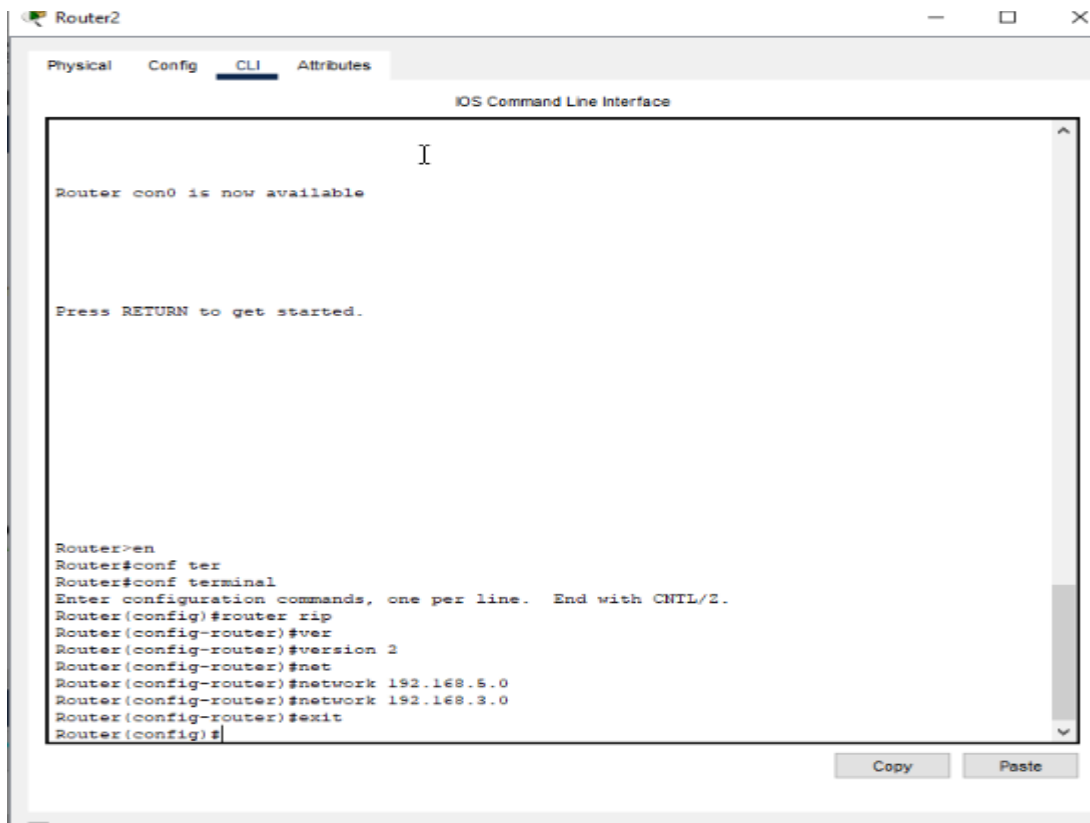 Router2
Physical Config CLI Attributes
IOS Command Line Interface
Router con0 is now available
Press RETURN to get started.
Router>en
Router#conf ter
Router#conf terminal
Enter configuration commands, one per line.  End with CNTL/Z.
Router(config)#router rip
Router(config-router)#ver
Router(config-router)#version 2
Router(config-router)#net
Router(config-router)#network 192.168.5.0
Router(config-router)#network 192.168.3.0
Router(config-router)#exit
Router(config)#
Copy Paste